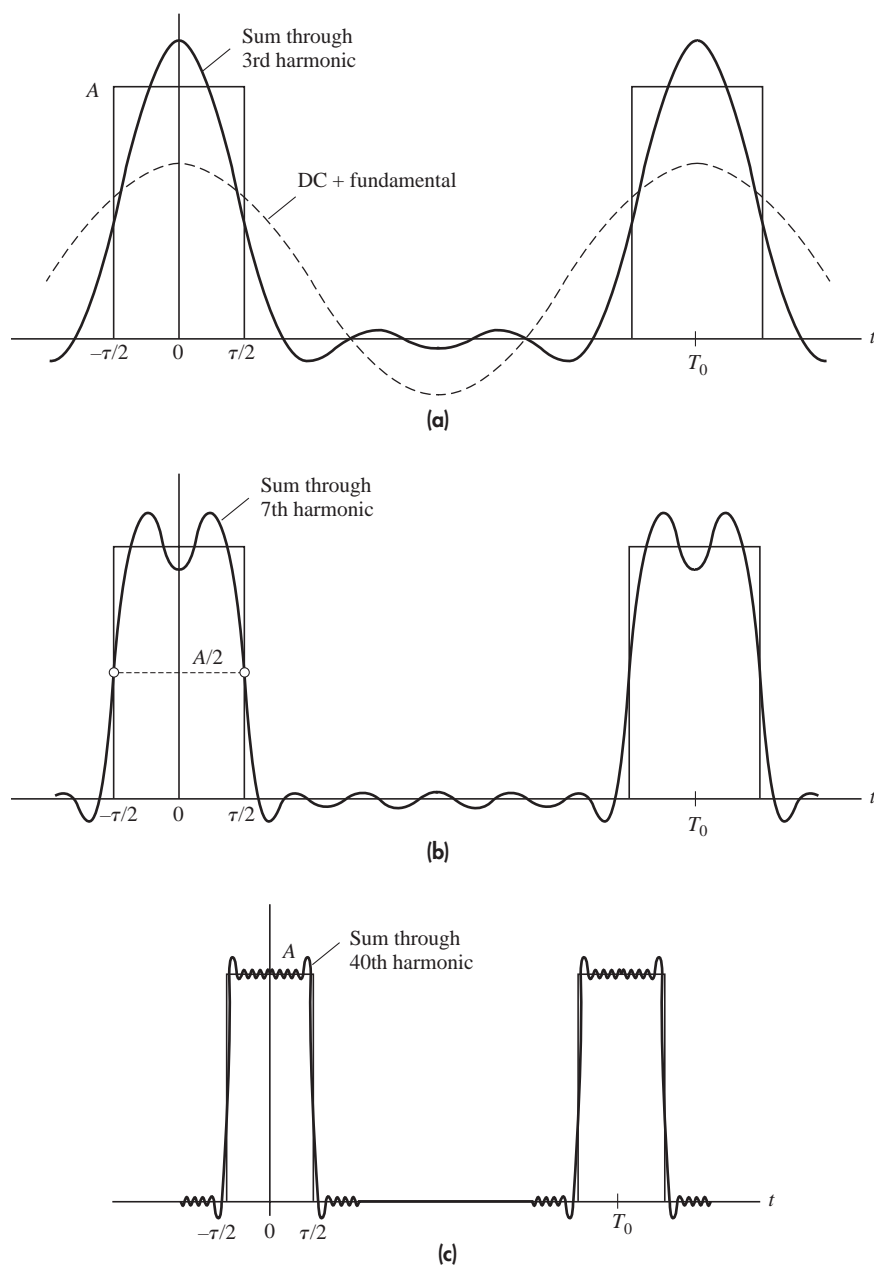 Sum through
3rd harmonic
A
DC + fundamental
−τ/2
0
τ/2
T₀
t
(a)
Sum through
7th harmonic
A/2
−τ/2
0
τ/2
T₀
t
(b)
Sum through
40th harmonic
A
−τ/2
0
τ/2
T₀
t
(c)